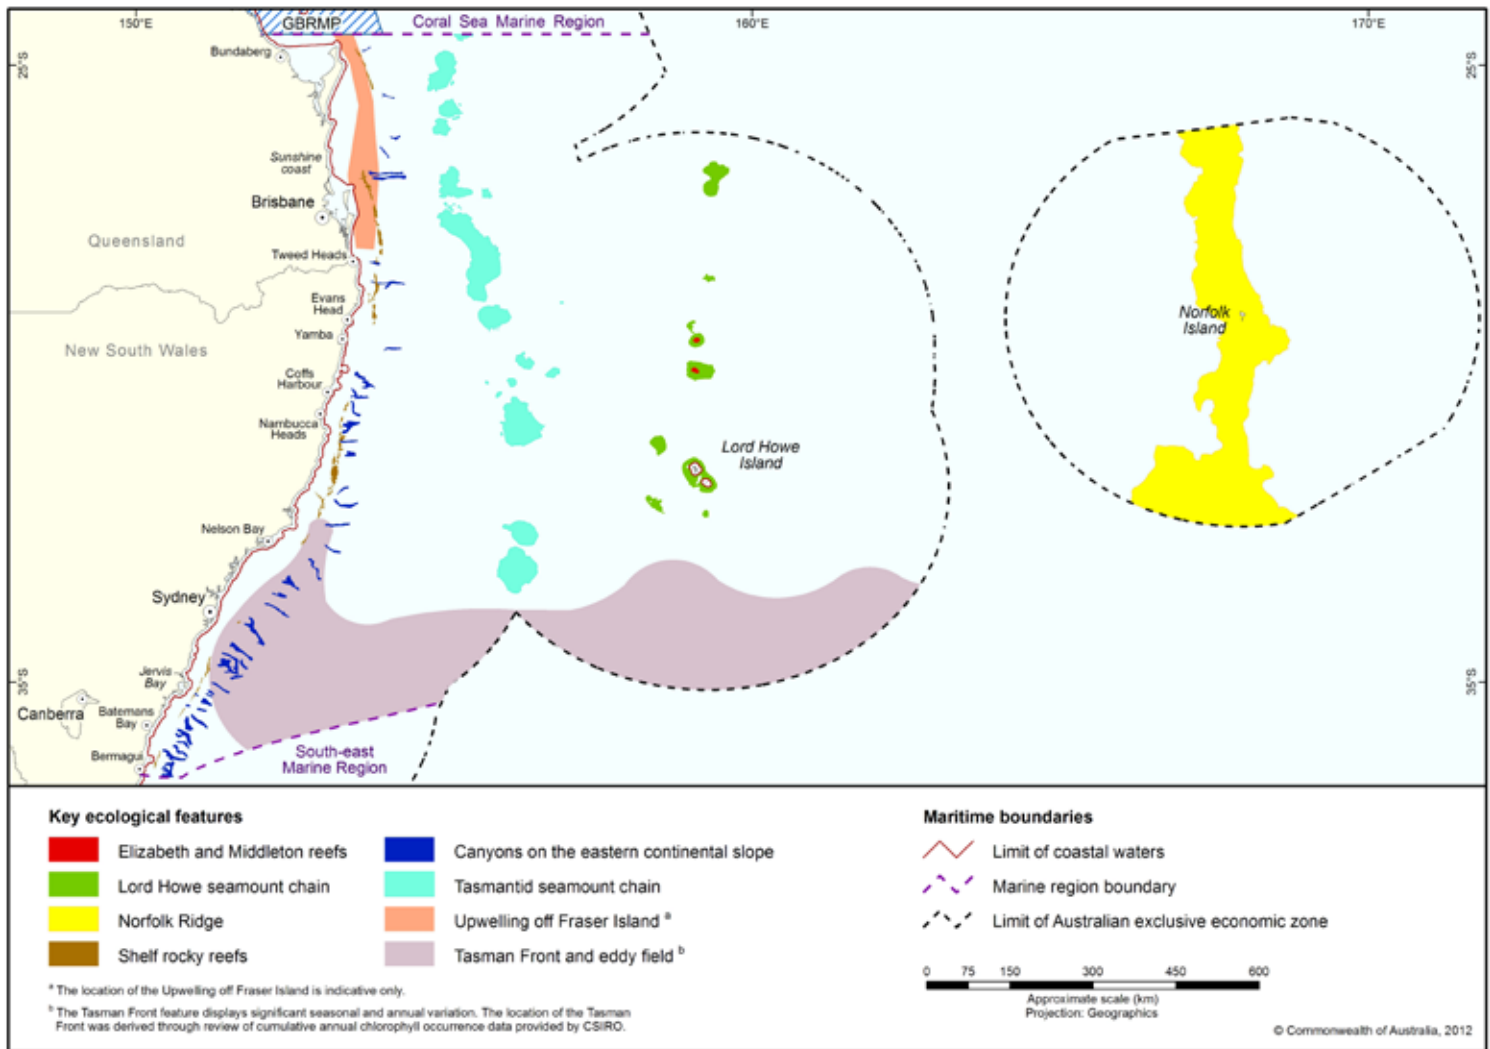 150°E
160°E
170°E
GBRMP
Coral Sea Marine Region
Bundaberg
25°S
25°S
Sunshine
coast
Brisbane
Queensland
Tweed Heads
Evans
Head
Yamba
New South Wales
Norfolk
Island
Coffs
Harbour
Nambucca
Heads
Lord Howe
Island
Nelson Bay
Sydney
Jervis
Bay
35°S
35°S
Canberra
Batemans
Bay
Bermagui
South-east
Marine Region
Key ecological features
Elizabeth and Middleton reefs
Lord Howe seamount chain
Norfolk Ridge
Shelf rocky reefs
Canyons on the eastern continental slope
Tasmantid seamount chain
Upwelling off Fraser Island a
Tasman Front and eddy field b
Maritime boundaries
Limit of coastal waters
Marine region boundary
Limit of Australian exclusive economic zone
a The location of the Upwelling off Fraser Island is indicative only.
b The Tasman Front feature displays significant seasonal and annual variation. The location of the Tasman
Front was derived through review of cumulative annual chlorophyll occurrence data provided by CSIRO.
0 75 150 300 450 600
Approximate scale (km)
Projection: Geographics
© Commonwealth of Australia, 2012